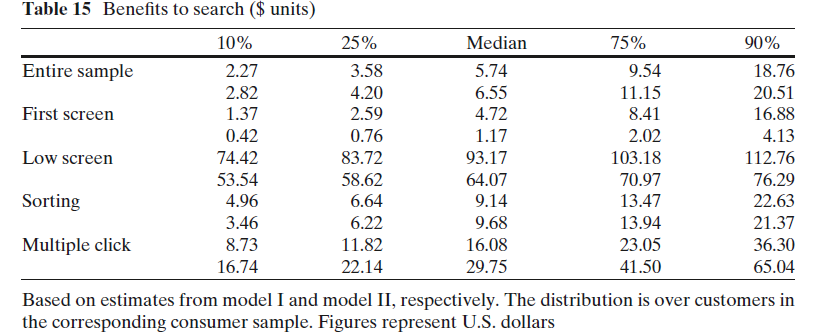 Table 15 Benefits to search ($ units)
10% 25% Median 75% 90%
Entire sample 2.27 3.58 5.74 9.54 18.76
2.82 4.20 6.55 11.15 20.51
First screen 1.37 2.59 4.72 8.41 16.88
0.42 0.76 1.17 2.02 4.13
Low screen 74.42 83.72 93.17 103.18 112.76
53.54 58.62 64.07 70.97 76.29
Sorting 4.96 6.64 9.14 13.47 22.63
3.46 6.22 9.68 13.94 21.37
Multiple click 8.73 11.82 16.08 23.05 36.30
16.74 22.14 29.75 41.50 65.04
Based on estimates from model I and model II, respectively. The distribution is over customers in
the corresponding consumer sample. Figures represent U.S. dollars